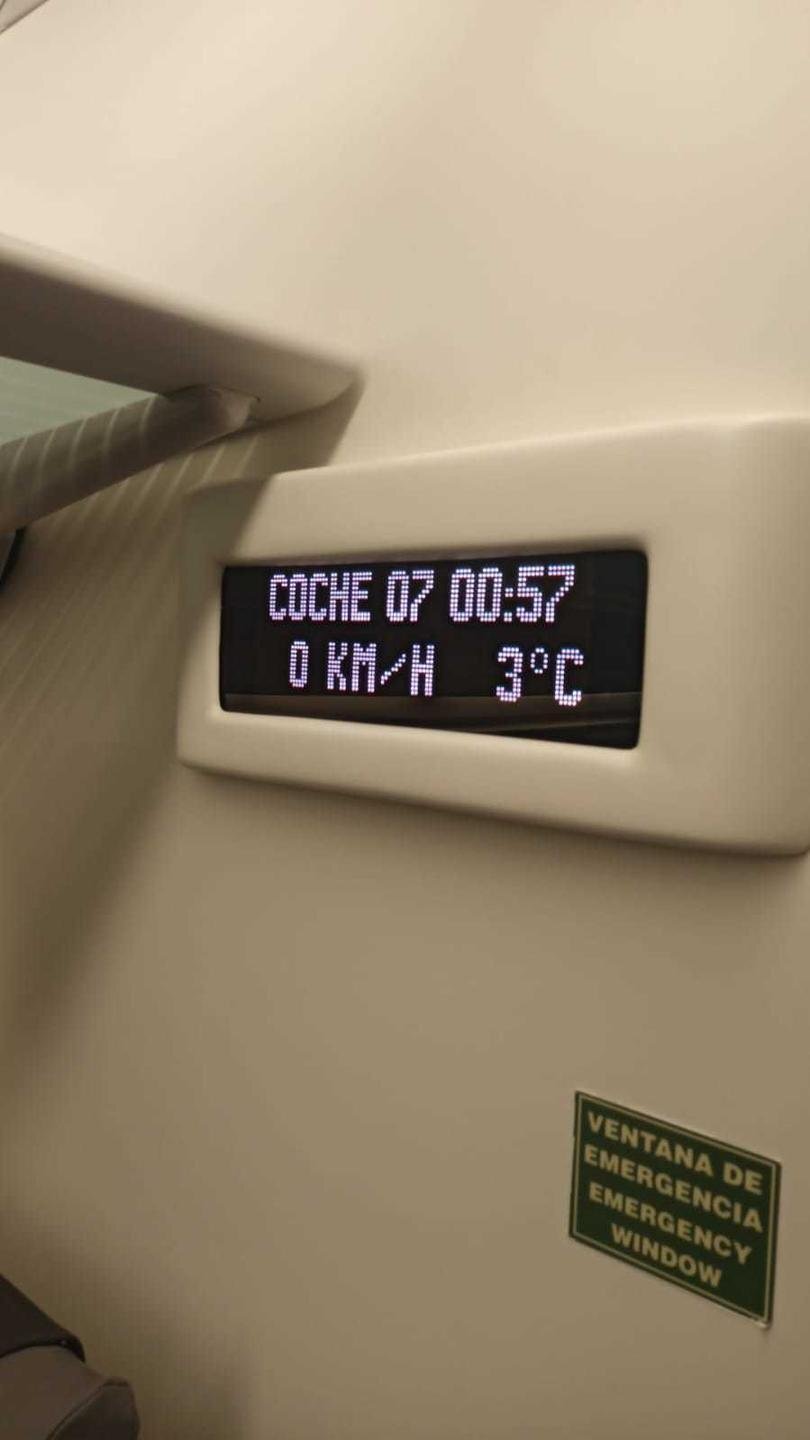 COCHE 07 00:57
0 KM/H 3°C
VENTANA DE
EMERGENCIA
EMERGENCY
WINDOW